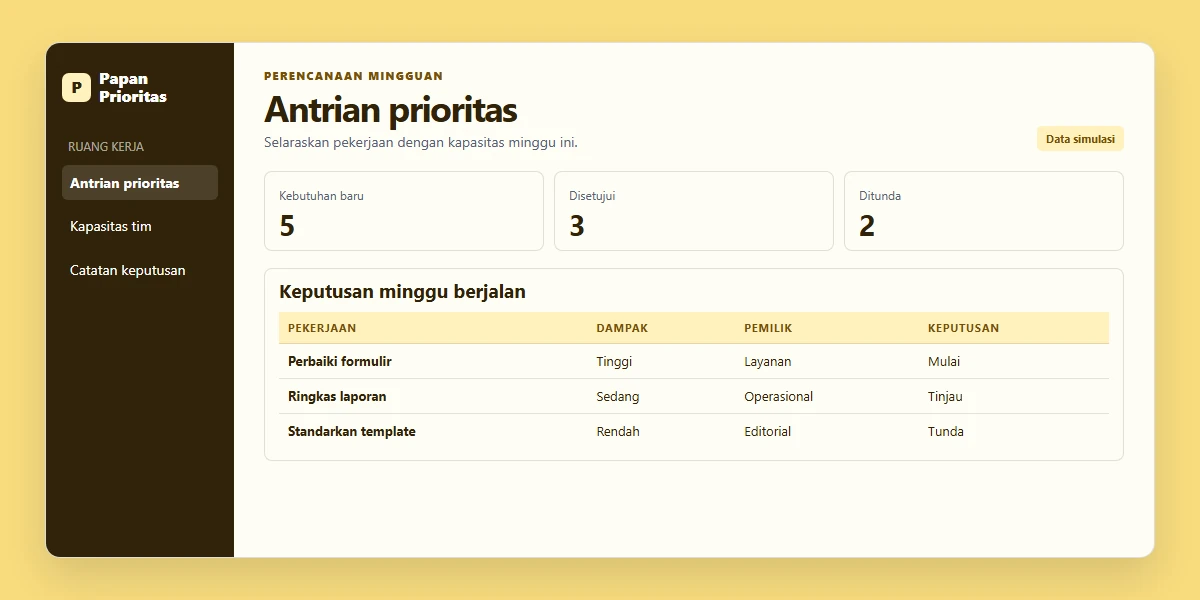 P
Papan
Prioritas
RUANG KERJA
Antrian prioritas
Kapasitas tim
Catatan keputusan
PERENCANAAN MINGGUAN
Antrian prioritas
Selaraskan pekerjaan dengan kapasitas minggu ini.
Data simulasi
Kebutuhan baru
5
Disetujui
3
Ditunda
2
Keputusan minggu berjalan
PEKERJAAN DAMPAK PEMILIK KEPUTUSAN
Perbaiki formulir Tinggi Layanan Mulai
Ringkas laporan Sedang Operasional Tinjau
Standarkan template Rendah Editorial Tunda